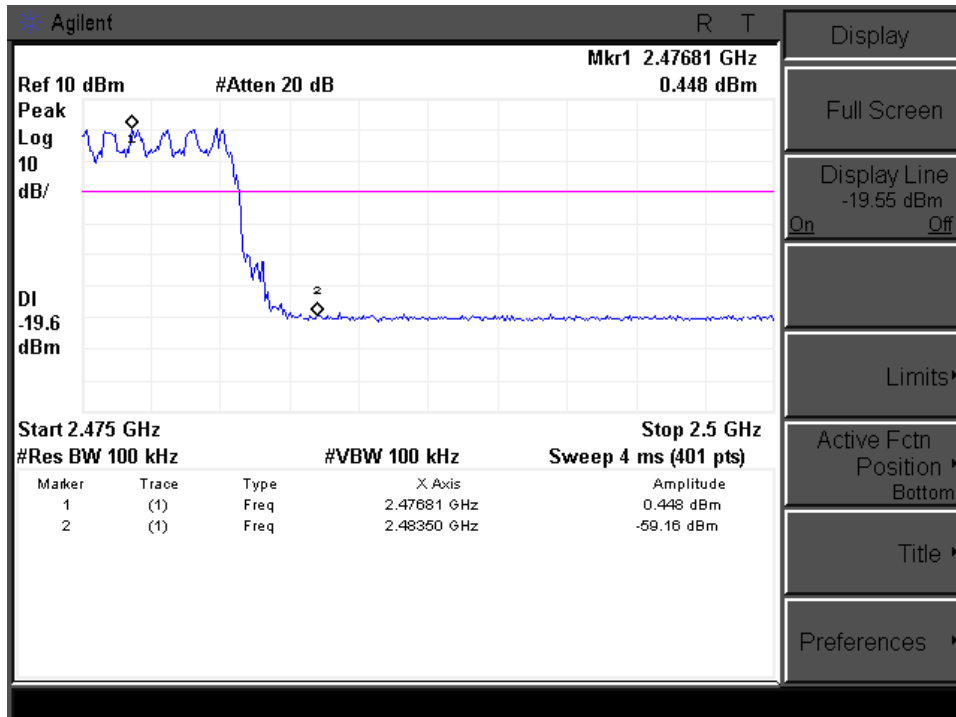 Agilent
R T
Mkr1 2.47681 GHz
Ref 10 dBm #Atten 20 dB 0.448 dBm
Peak
Log
10
dB/
1
2
DI
-19.6
dBm
Start 2.475 GHz Stop 2.5 GHz
#Res BW 100 kHz #VBW 100 kHz Sweep 4 ms (401 pts)
Marker Trace Type X Axis Amplitude
1 (1) Freq 2.47681 GHz 0.448 dBm
2 (1) Freq 2.48350 GHz -59.16 dBm
Display
Full Screen
Display Line
-19.55 dBm
On Off
Limits
Active Fctn
Position
Bottom
Title
Preferences